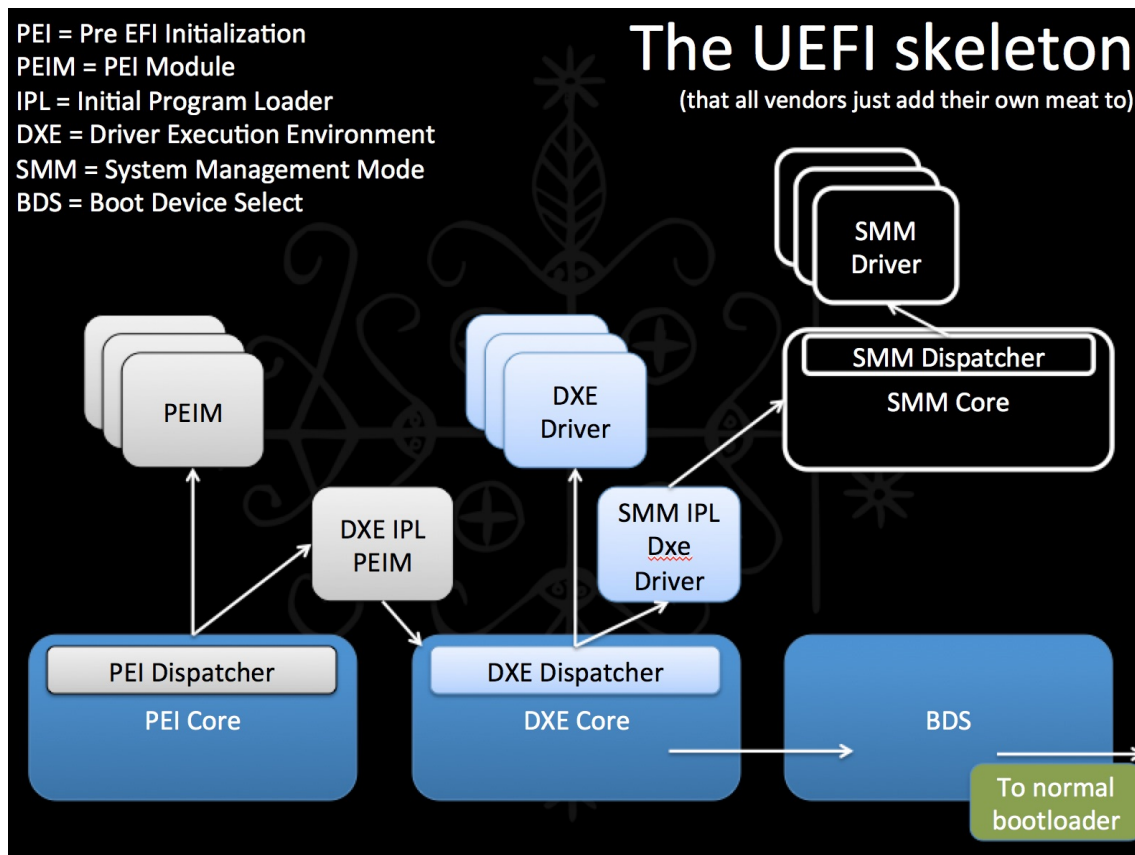 PEI = Pre EFI Initialization
PEIM = PEI Module
IPL = Initial Program Loader
DXE = Driver Execution Environment
SMM = System Management Mode
BDS = Boot Device Select
The UEFI skeleton
(that all vendors just add their own meat to)
SMM
Driver
SMM Dispatcher
SMM Core
PEIM
DXE
Driver
DXE IPL
PEIM
SMM IPL
Dxe
Driver
PEI Dispatcher
PEI Core
DXE Dispatcher
DXE Core
BDS
To normal
bootloader